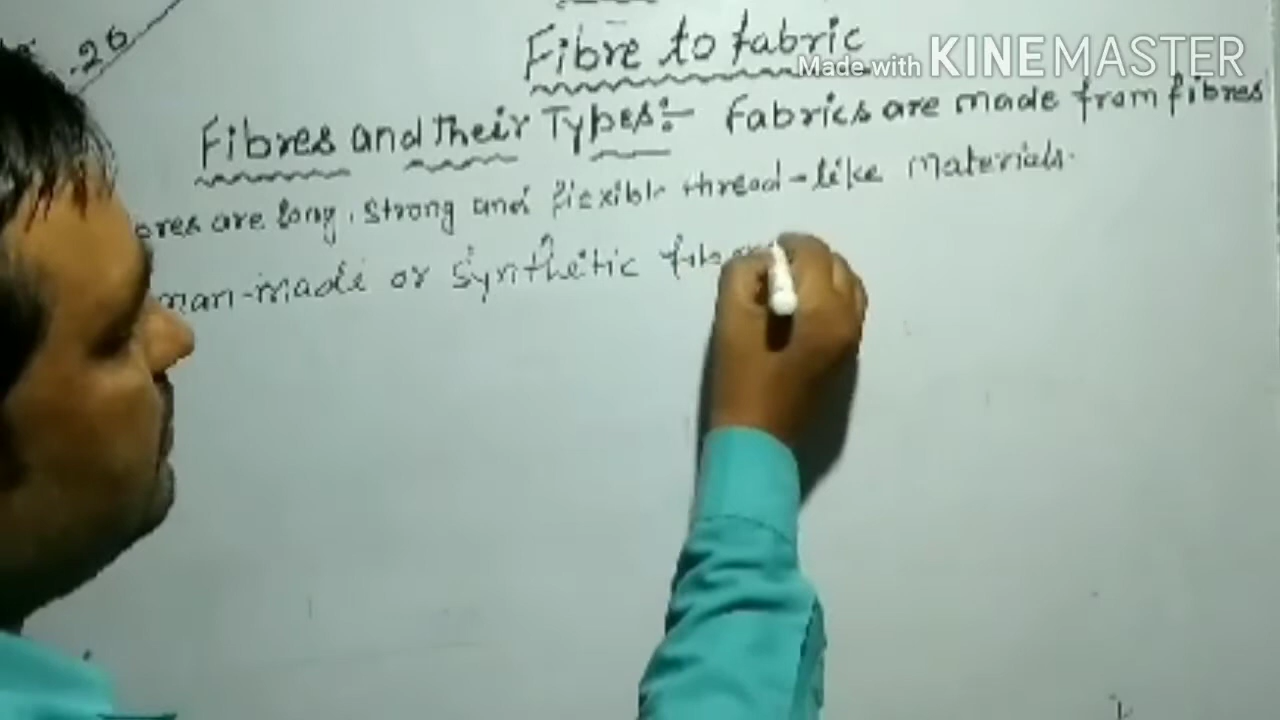 .26
Fibre to fabric
Made with KINEMASTER
Fibres and Their Types:- Fabrics are made from fibres
ores are long, strong and flexible thread-like materials.
man-made or synthetic